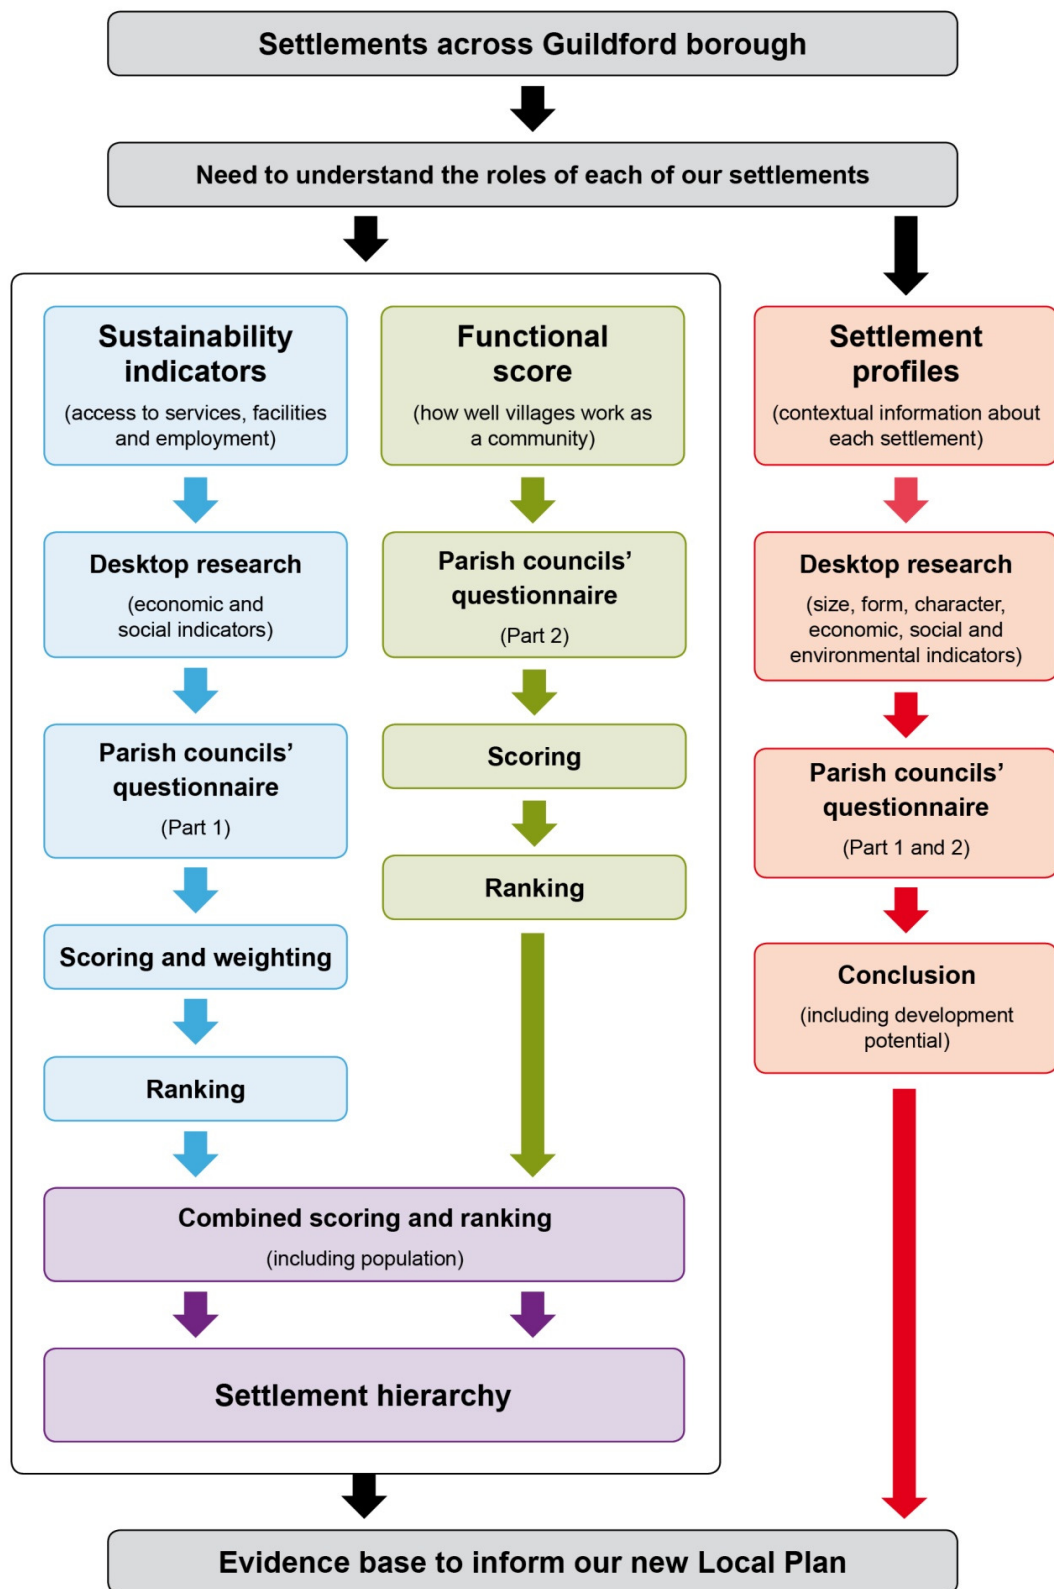 Settlements across Guildford borough
Need to understand the roles of each of our settlements
Sustainability
indicators
(access to services, facilities
and employment)
Desktop research
(economic and
social indicators)
Parish councils’
questionnaire
(Part 1)
Scoring and weighting
Ranking
Functional
score
(how well villages work as
a community)
Parish councils’
questionnaire
(Part 2)
Scoring
Ranking
Combined scoring and ranking
(including population)
Settlement hierarchy
Settlement
profiles
(contextual information about
each settlement)
Desktop research
(size, form, character,
economic, social and
environmental indicators)
Parish councils’
questionnaire
(Part 1 and 2)
Conclusion
(including development
potential)
Evidence base to inform our new Local Plan